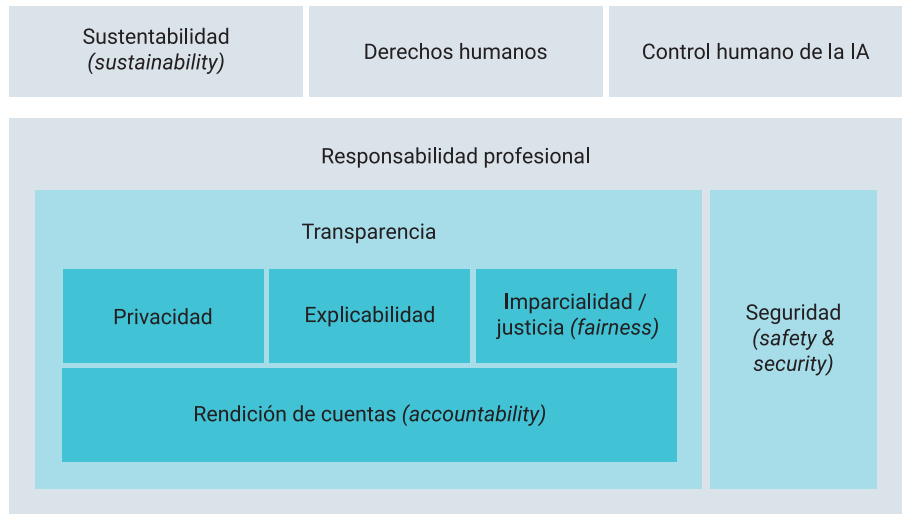 Sustentabilidad
(sustainability)
Derechos humanos
Control humano de la IA
Responsabilidad profesional
Transparencia
Privacidad
Explicabilidad
Imparcialidad /
justicia (fairness)
Rendición de cuentas (accountability)
Seguridad
(safety &
security)